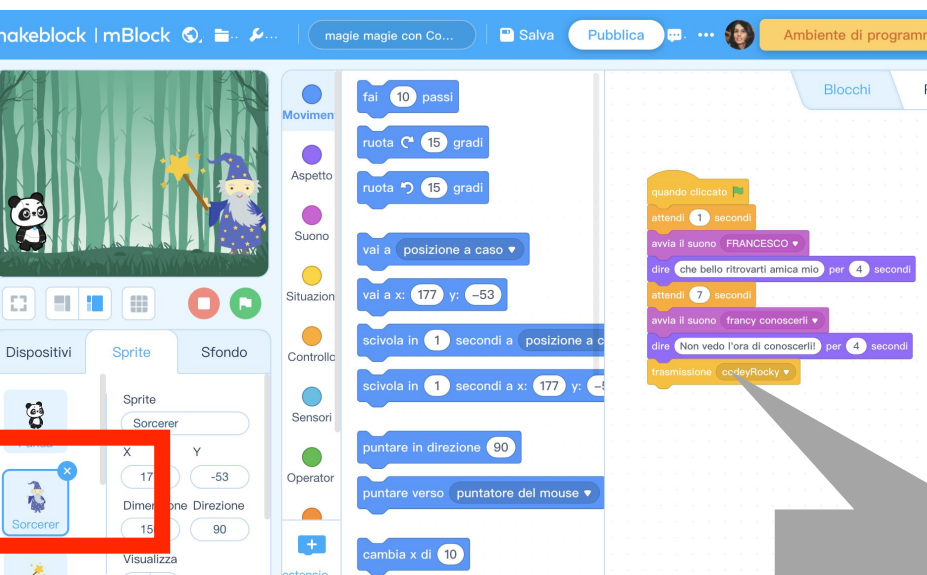 makeblock | mBlock
magie magie con Co...
Salva
Pubblica
Ambiente di programm
Dispositivi
Sprite
Sfondo
Sorcerer
Sprite
Sorcerer
X
Y
17
-53
Direzione
15
90
Visualizza
Movimen
Aspetto
Suono
Situazion
Controllo
Sensori
Operator
estensio
fai 10 passi
ruota 15 gradi
ruota 15 gradi
vai a posizione a caso
vai a x: 177 y: -53
scivola in 1 secondi a posizione a c
scivola in 1 secondi a x: 177 y: -5
puntare in direzione 90
puntare verso puntatore del mouse
cambia x di 10
Blocchi
quando cliccato
attendi 1 secondi
avvia il suono FRANCESCO
dire che bello ritrovarti amica mio per 4 secondi
attendi 7 secondi
avvia il suono francy conoscerli
dire Non vedo l'ora di conoscerli! per 4 secondi
trasmissione codeyRocky